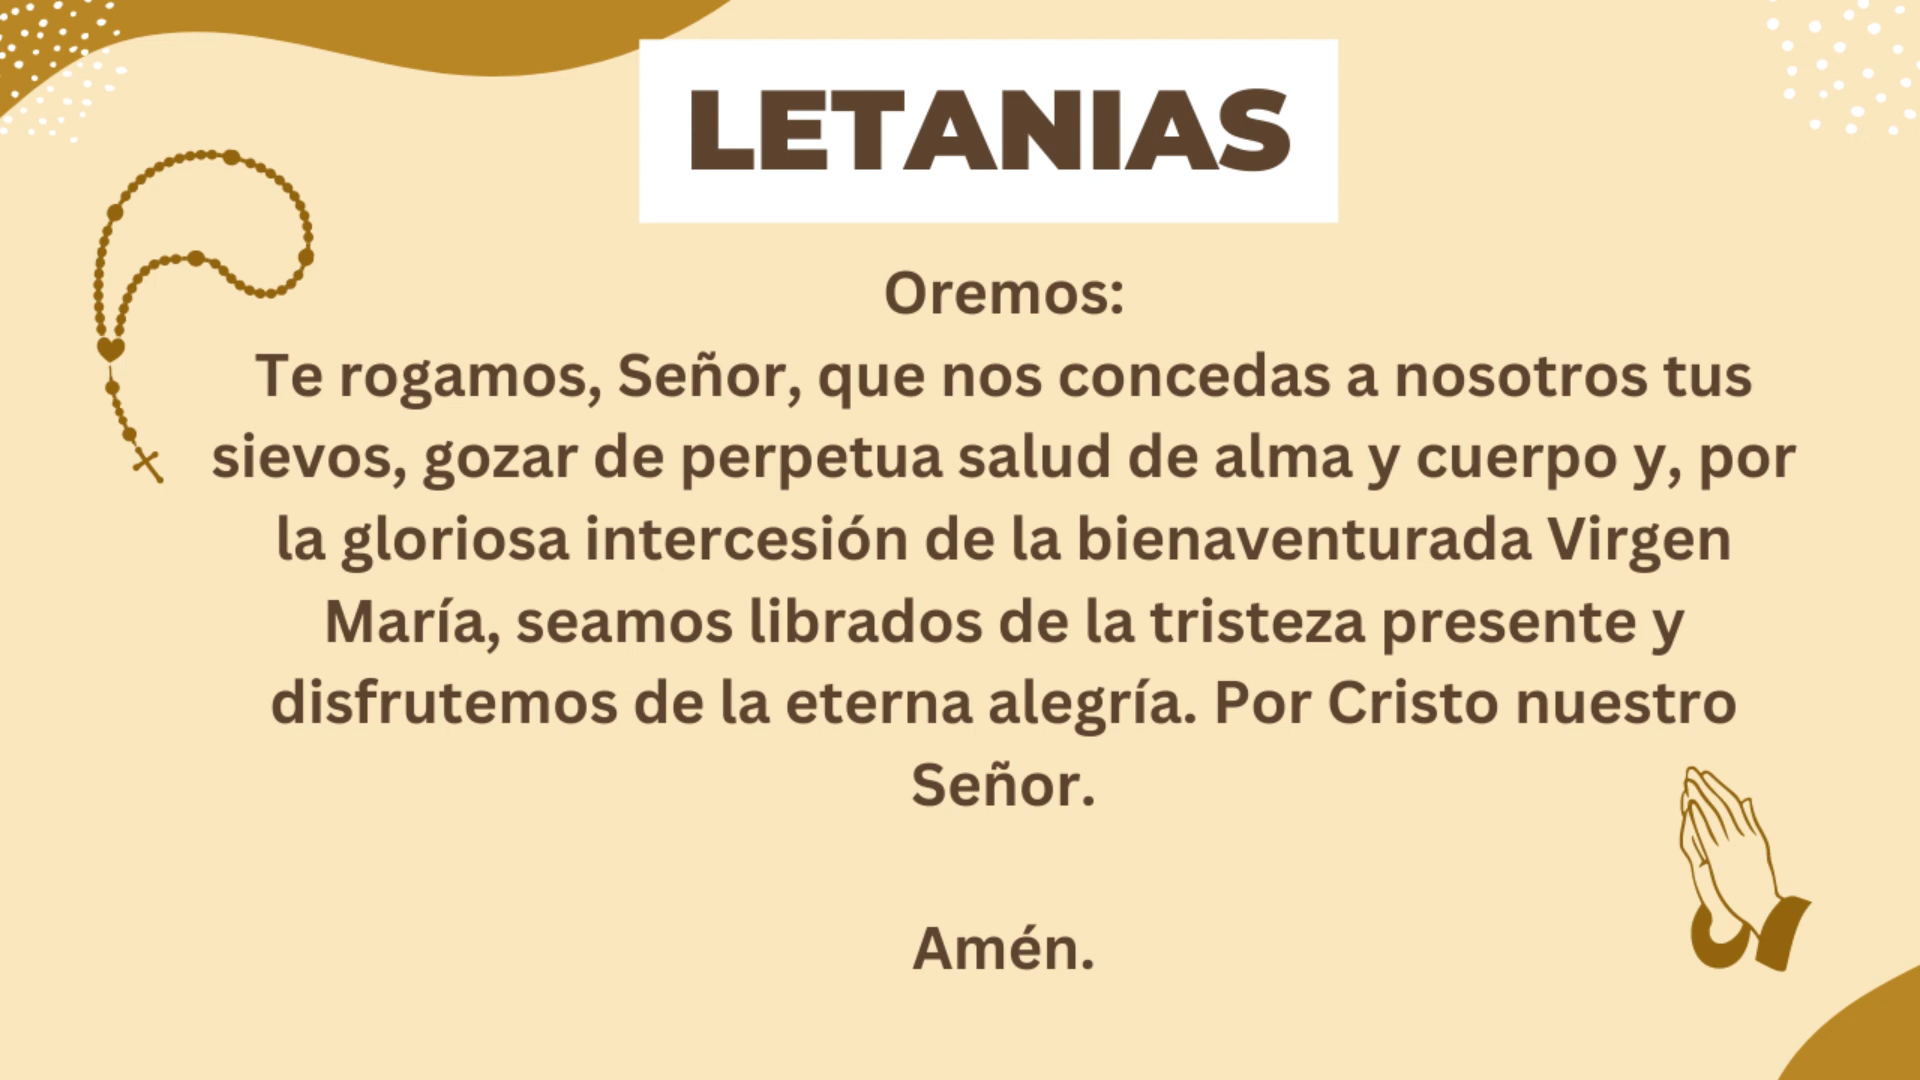 LETANIAS
Oremos:
Te rogamos, Señor, que nos concedas a nosotros tus
sievos, gozar de perpetua salud de alma y cuerpo y, por
la gloriosa intercesión de la bienaventurada Virgen
María, seamos librados de la tristeza presente y
disfrutemos de la eterna alegría. Por Cristo nuestro
Señor.
Amén.